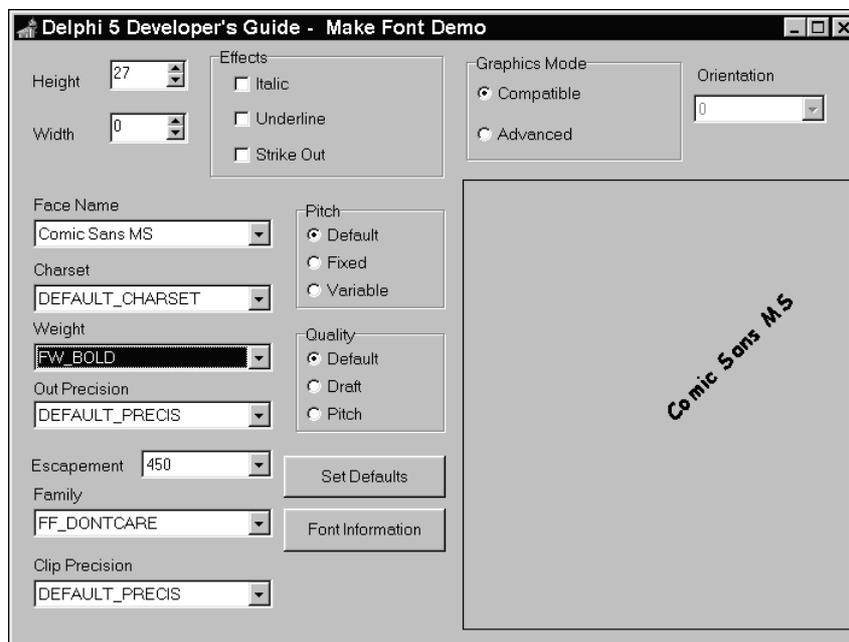 Delphi 5 Developer's Guide - Make Font Demo
Height 27
Width 0
Effects
Italic
Underline
Strike Out
Graphics Mode
Compatible
Advanced
Orientation
0
Face Name
Comic Sans MS
Charset
DEFAULT_CHARSET
Weight
FW_BOLD
Out Precision
DEFAULT_PRECIS
Escapement 450
Family
FF_DONTCARE
Clip Precision
DEFAULT_PRECIS
Pitch
Default
Fixed
Variable
Quality
Default
Draft
Pitch
Set Defaults
Font Information
Comic Sans MS